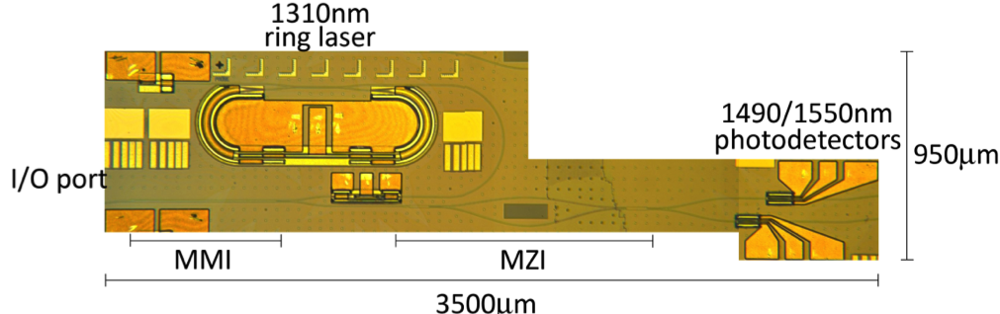 1310nm
ring laser
1490/1550nm
photodetectors
950μm
I/O port
MMI
MZI
3500μm